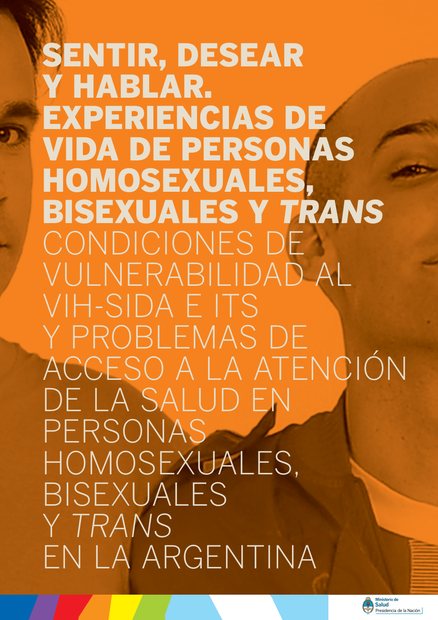 SENTIR, DESEAR
Y HABLAR.
EXPERIENCIAS DE
VIDA DE PERSONAS
HOMOSEXUALES,
BISEXUALES Y TRANS
CONDICIONES DE
VULNERABILIDAD AL
VIH-SIDA E ITS
Y PROBLEMAS DE
ACCESO A LA ATENCIÓN
DE LA SALUD EN
PERSONAS
HOMOSEXUALES,
BISEXUALES
Y TRANS
EN LA ARGENTINA
Ministerio de
Salud
Presidencia de la Nación